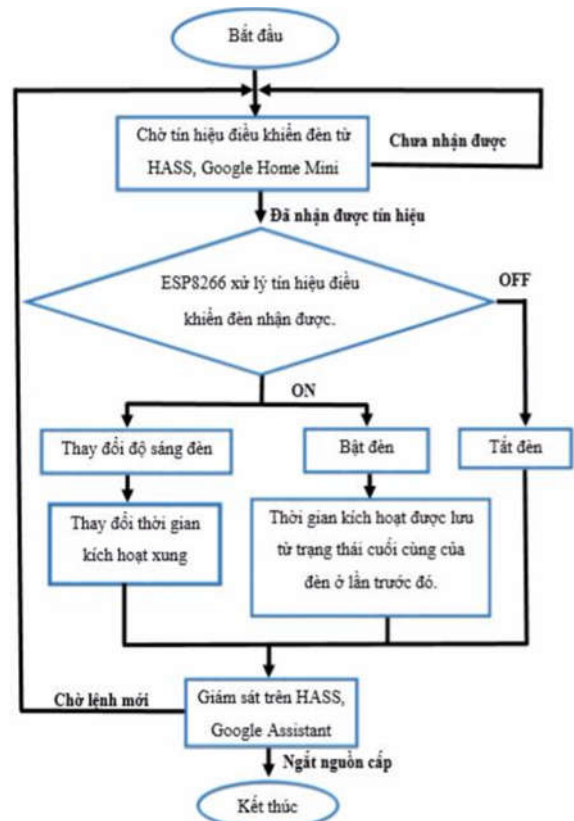 Bắt đầu
Chờ tín hiệu điều khiển đèn từ
HASS, Google Home Mini
Chưa nhận được
Đã nhận được tín hiệu
ESP8266 xử lý tín hiệu điều
khiển đèn nhận được.
OFF
ON
Thay đổi độ sáng đèn
Bật đèn
Tắt đèn
Thay đổi thời gian
kích hoạt xung
Thời gian kích hoạt được lưu
từ trạng thái cuối cùng của
đèn ở lần trước đó.
Chờ lệnh mới
Giám sát trên HASS,
Google Assistant
Ngắt nguồn cấp
Kết thúc